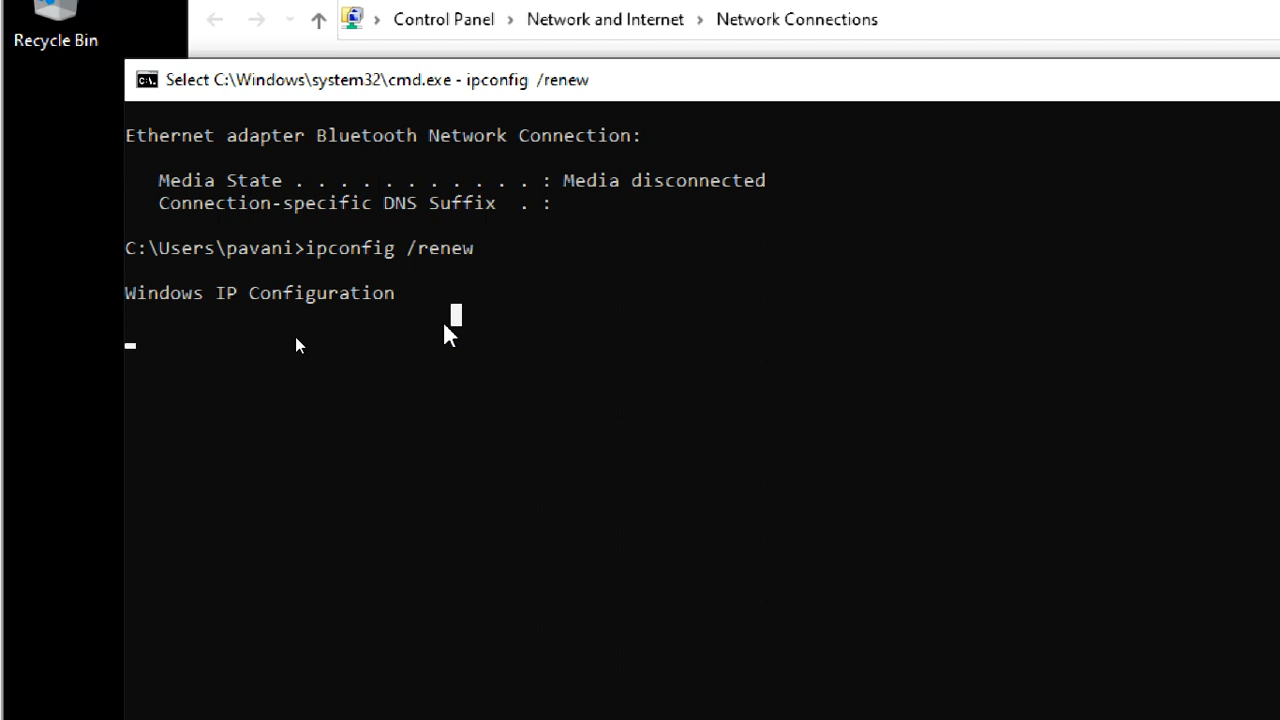 Recycle Bin
Control Panel > Network and Internet > Network Connections
Select C:\Windows\system32\cmd.exe - ipconfig  /renew
Ethernet adapter Bluetooth Network Connection:
   Media State . . . . . . . . . . . : Media disconnected
   Connection-specific DNS Suffix  . :
C:\Users\pavani>ipconfig /renew
Windows IP Configuration